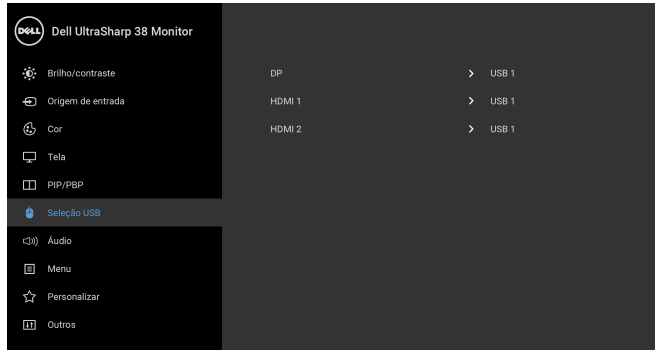 DELL Dell UltraSharp 38 Monitor
Brilho/contraste DP USB 1
Origem de entrada HDMI 1 USB 1
Cor HDMI 2 USB 1
Tela
PIP/PBP
Seleção USB
Áudio
Menu
Personalizar
Outros